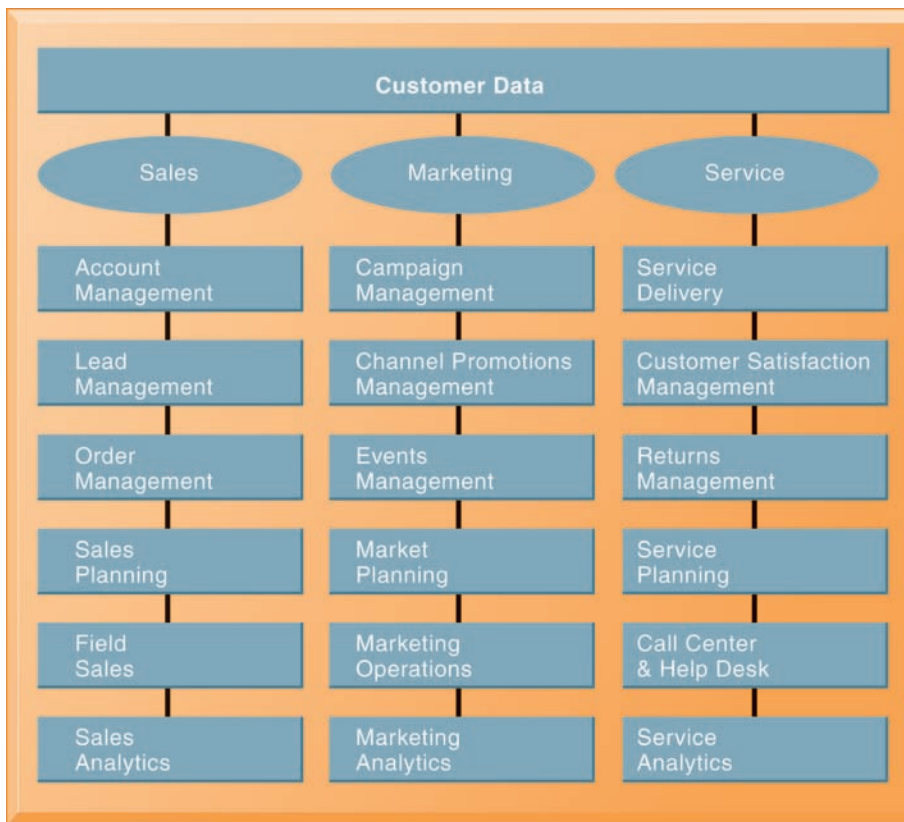 Customer Data
Sales
Marketing
Service
Account
Management
Campaign
Management
Service
Delivery
Lead
Management
Channel Promotions
Management
Customer Satisfaction
Management
Order
Management
Events
Management
Returns
Management
Sales
Planning
Market
Planning
Service
Planning
Field
Sales
Marketing
Operations
Call Center
& Help Desk
Sales
Analytics
Marketing
Analytics
Service
Analytics